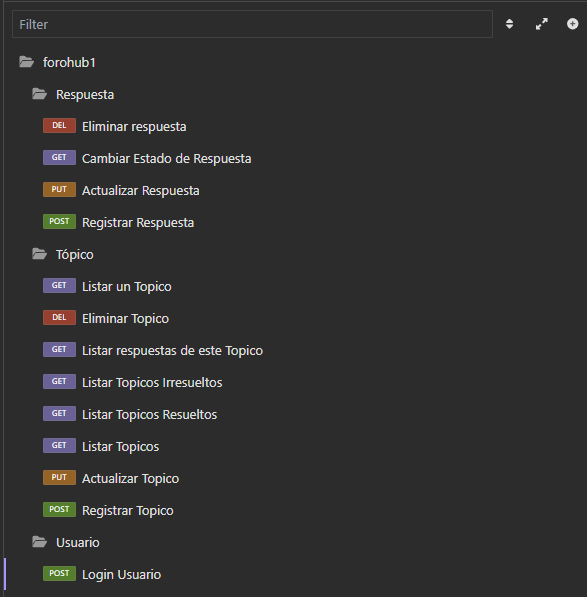 Filter
forohub1
Respuesta
DEL Eliminar respuesta
GET Cambiar Estado de Respuesta
PUT Actualizar Respuesta
POST Registrar Respuesta
Tópico
GET Listar un Topico
DEL Eliminar Topico
GET Listar respuestas de este Topico
GET Listar Topicos Irresueltos
GET Listar Topicos Resueltos
GET Listar Topicos
PUT Actualizar Topico
POST Registrar Topico
Usuario
POST Login Usuario